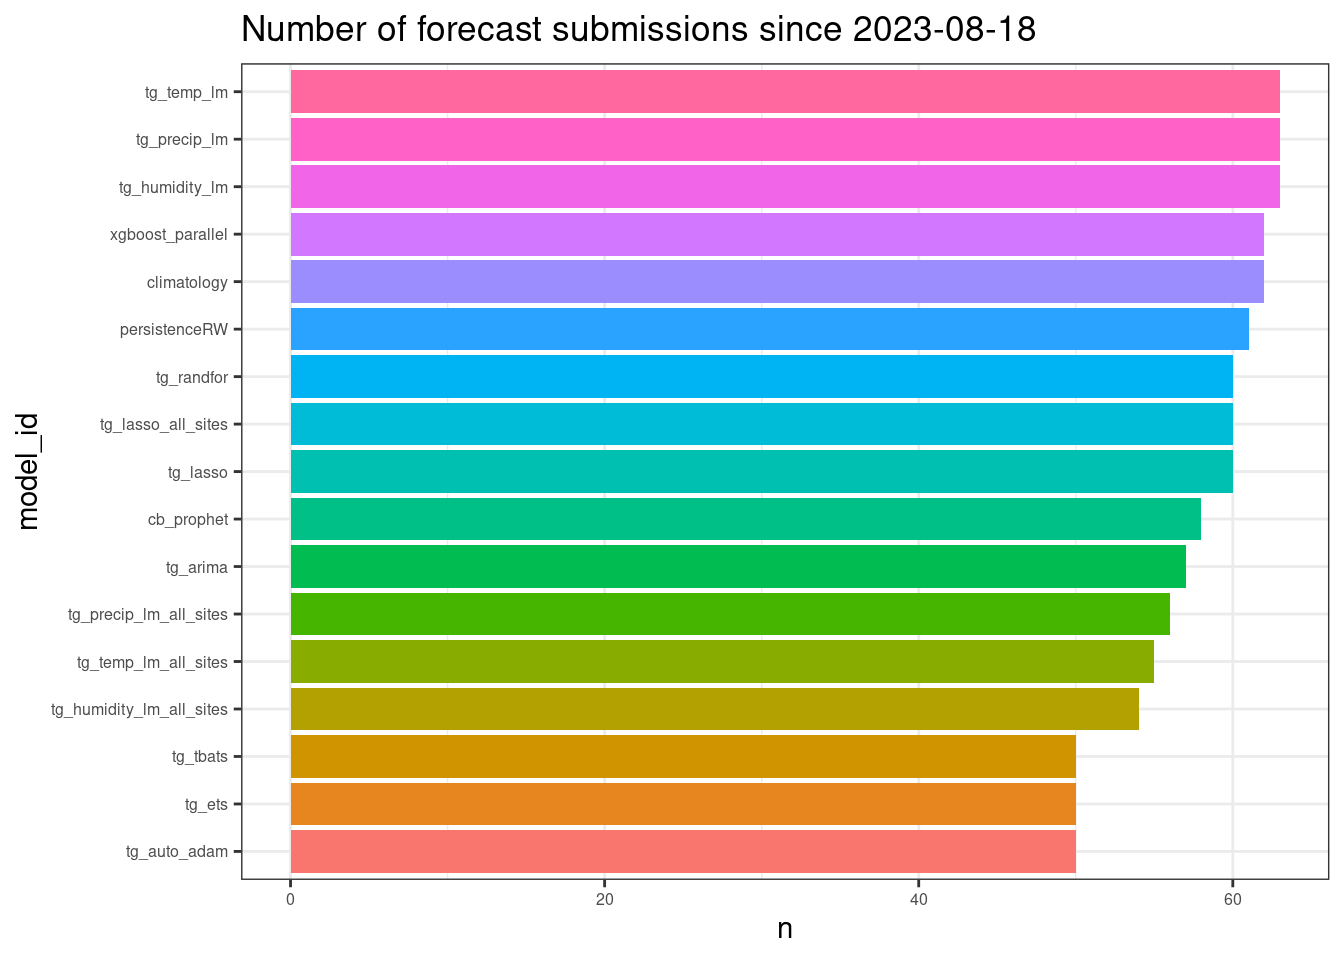 Number of forecast submissions since 2023-08-18
model_id
tg_temp_lm
tg_precip_lm
tg_humidity_lm
xgboost_parallel
climatology
persistenceRW
tg_randfor
tg_lasso_all_sites
tg_lasso
cb_prophet
tg_arima
tg_precip_lm_all_sites
tg_temp_lm_all_sites
tg_humidity_lm_all_sites
tg_tbats
tg_ets
tg_auto_adam
0 20 40 60
n